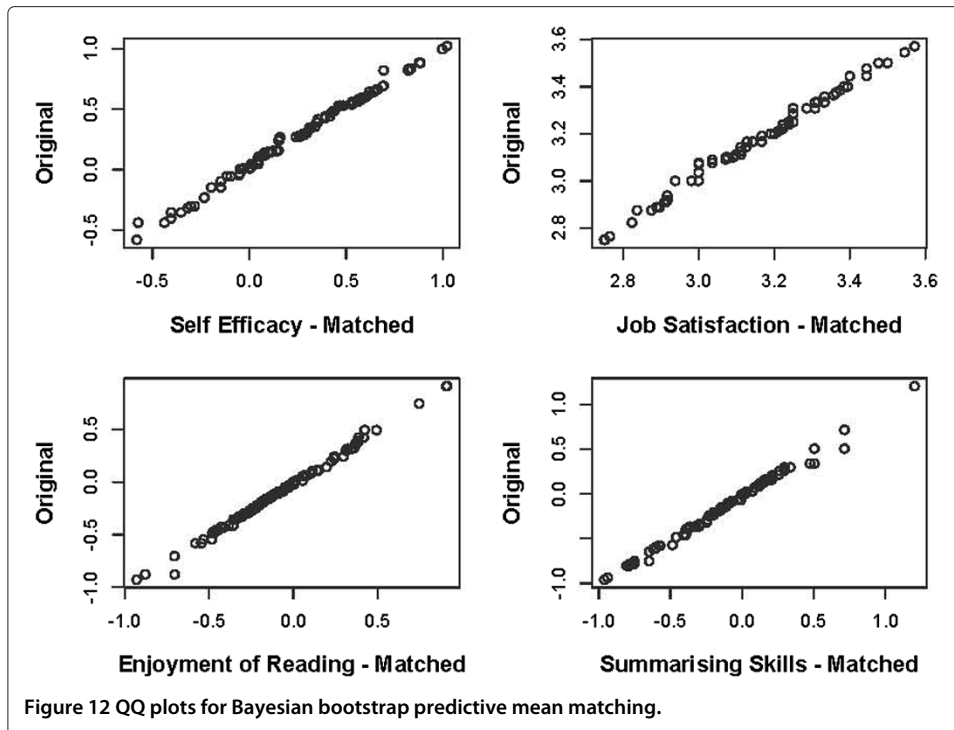 Original
1.0
0.5
0.0
-0.5
-0.5 0.0 0.5 1.0
Self Efficacy - Matched
Original
3.6
3.4
3.2
3.0
2.8
2.8 3.0 3.2 3.4 3.6
Job Satisfaction - Matched
Original
0.5
0.0
-0.5
-1.0
-1.0 -0.5 0.0 0.5
Enjoyment of Reading - Matched
Original
1.0
0.5
0.0
-1.0
-1.0 -0.5 0.0 0.5 1.0
Summarising Skills - Matched
Figure 12 QQ plots for Bayesian bootstrap predictive mean matching.